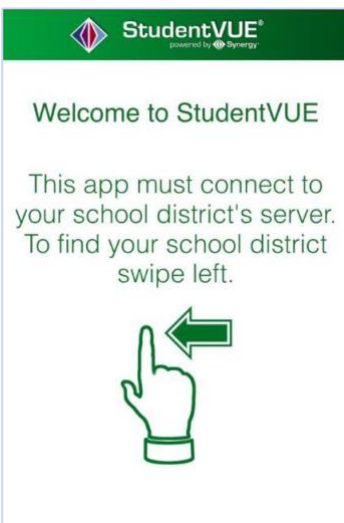 StudentVUE®
powered by Synergy
Welcome to StudentVUE
This app must connect to
your school district's server.
To find your school district
swipe left.